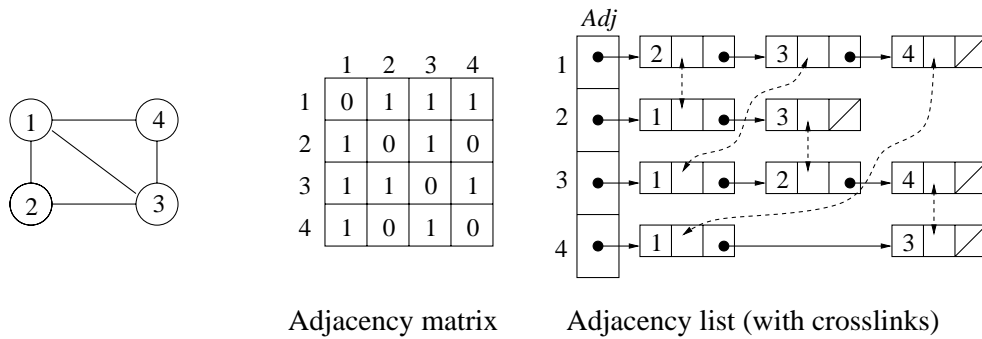 1 4
2 3
1 2 3 4
1 0 1 1 1
2 1 0 1 0
3 1 1 0 1
4 1 0 1 0
Adjacency matrix
Adj
1 2 3 4
2 1 3
3 1 2 4
4 1 3
Adjacency list (with crosslinks)